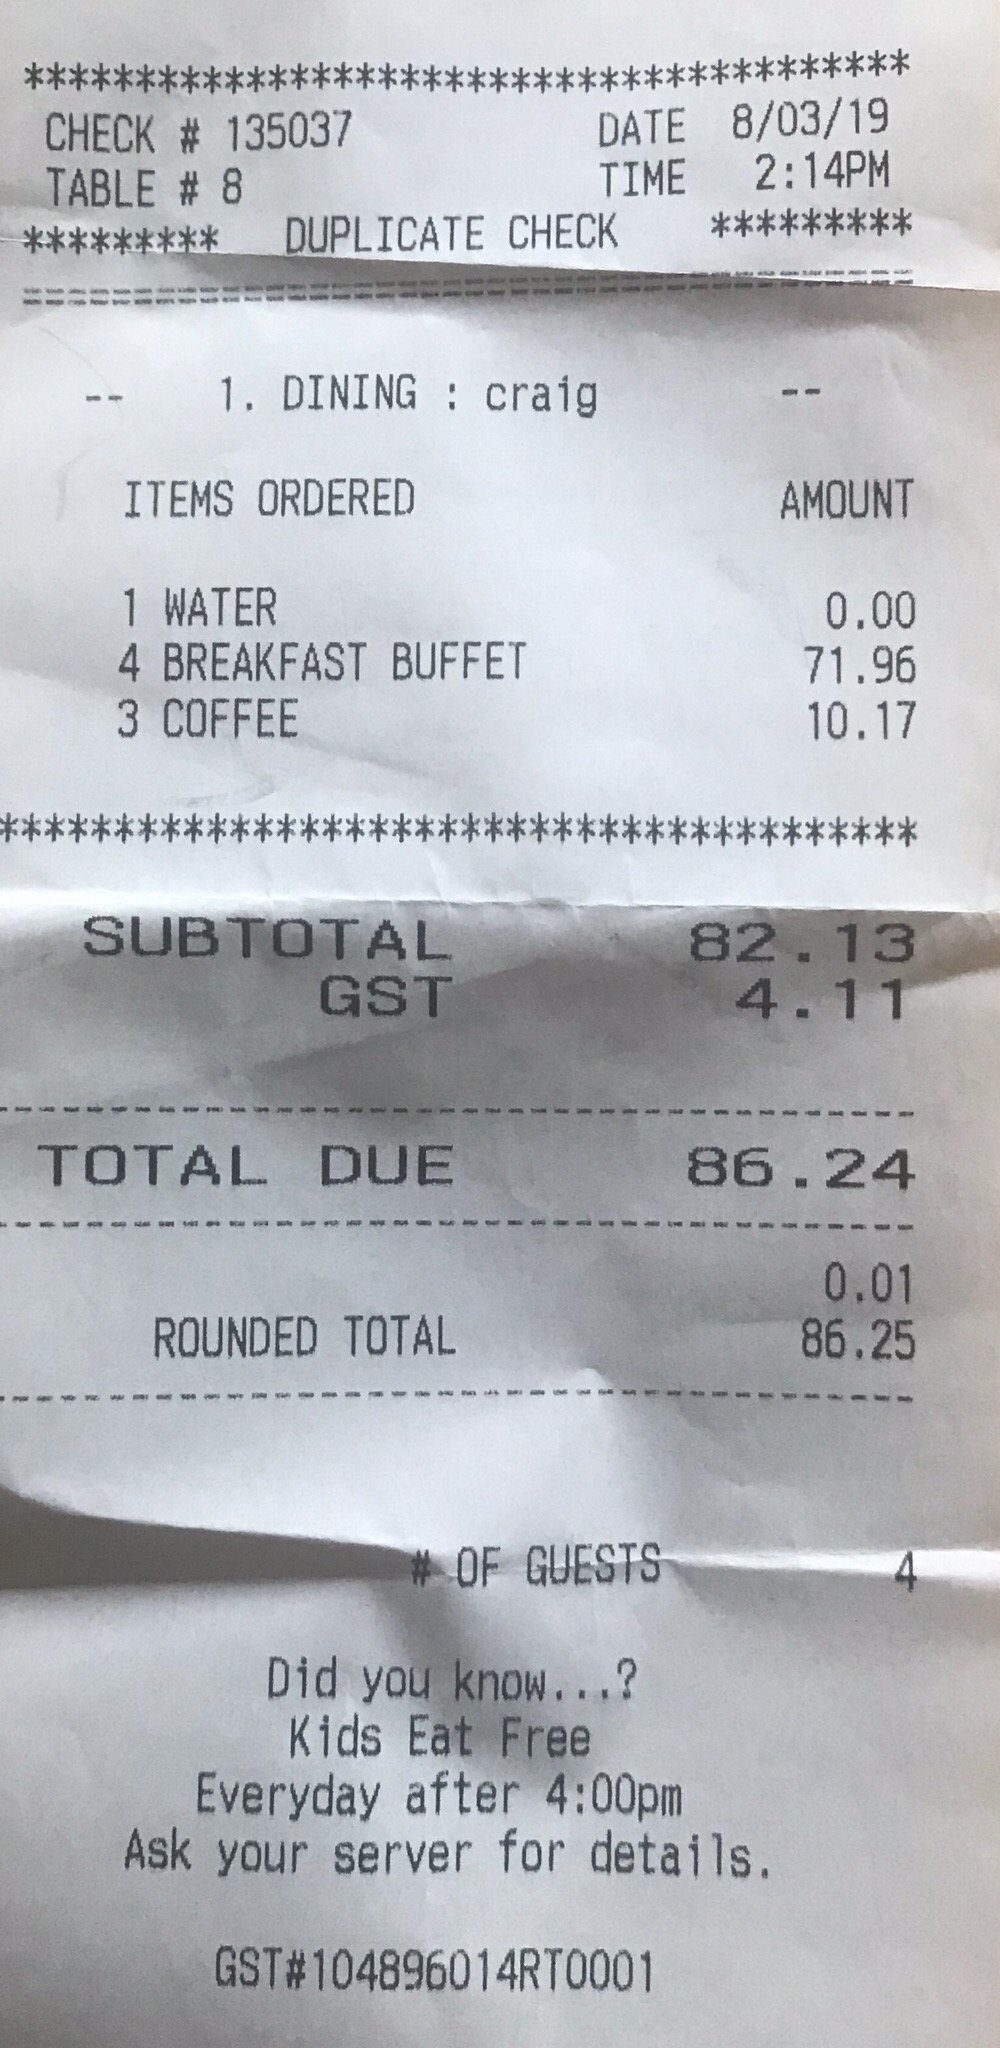 ****************************************
CHECK # 135037 DATE 8/03/19
TABLE # 8 TIME 2:14PM
********* DUPLICATE CHECK *********
========================================
-- 1. DINING : craig --
ITEMS ORDERED AMOUNT
1 WATER 0.00
4 BREAKFAST BUFFET 71.96
3 COFFEE 10.17
****************************************
SUBTOTAL 82.13
GST 4.11
----------------------------------------
TOTAL DUE 86.24
----------------------------------------
0.01
ROUNDED TOTAL 86.25
----------------------------------------
# OF GUESTS 4
Did you know...?
Kids Eat Free
Everyday after 4:00pm
Ask your server for details.
GST#104896014RT0001